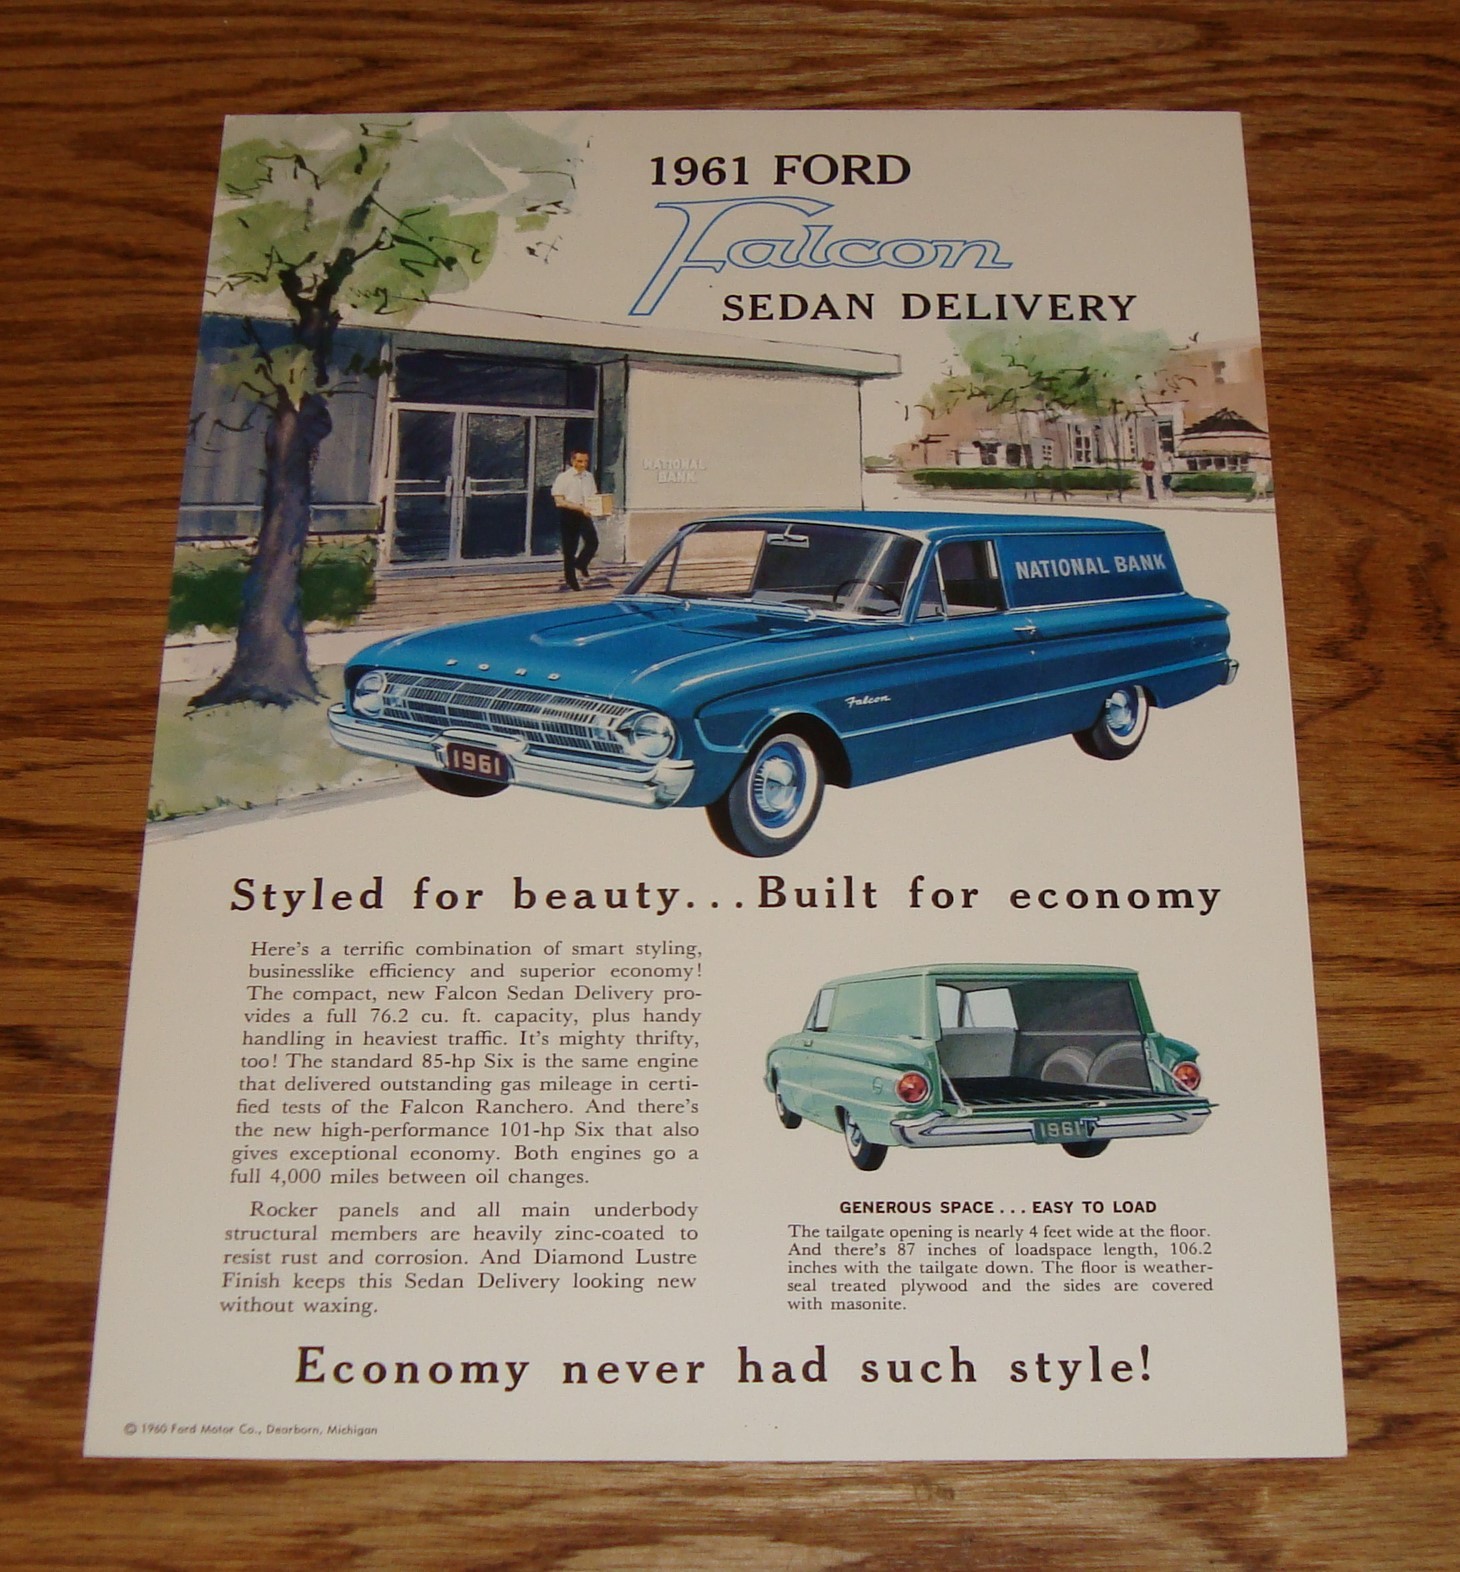 1961 FORD
Falcon
SEDAN DELIVERY
NATIONAL
BANK
NATIONAL BANK
FORD
Falcon
1961
Styled for beauty...Built for economy
Here's a terrific combination of smart styling,
businesslike efficiency and superior economy!
The compact, new Falcon Sedan Delivery pro-
vides a full 76.2 cu. ft. capacity, plus handy
handling in heaviest traffic. It's mighty thrifty,
too! The standard 85-hp Six is the same engine
that delivered outstanding gas mileage in certi-
fied tests of the Falcon Ranchero. And there's
the new high-performance 101-hp Six that also
gives exceptional economy. Both engines go a
full 4,000 miles between oil changes.
Rocker panels and all main underbody
structural members are heavily zinc-coated to
resist rust and corrosion. And Diamond Lustre
Finish keeps this Sedan Delivery looking new
without waxing.
1961
GENEROUS SPACE...EASY TO LOAD
The tailgate opening is nearly 4 feet wide at the floor.
And there's 87 inches of loadspace length, 106.2
inches with the tailgate down. The floor is weather-
seal treated plywood and the sides are covered
with masonite.
Economy never had such style!
© 1960 Ford Motor Co., Dearborn, Michigan